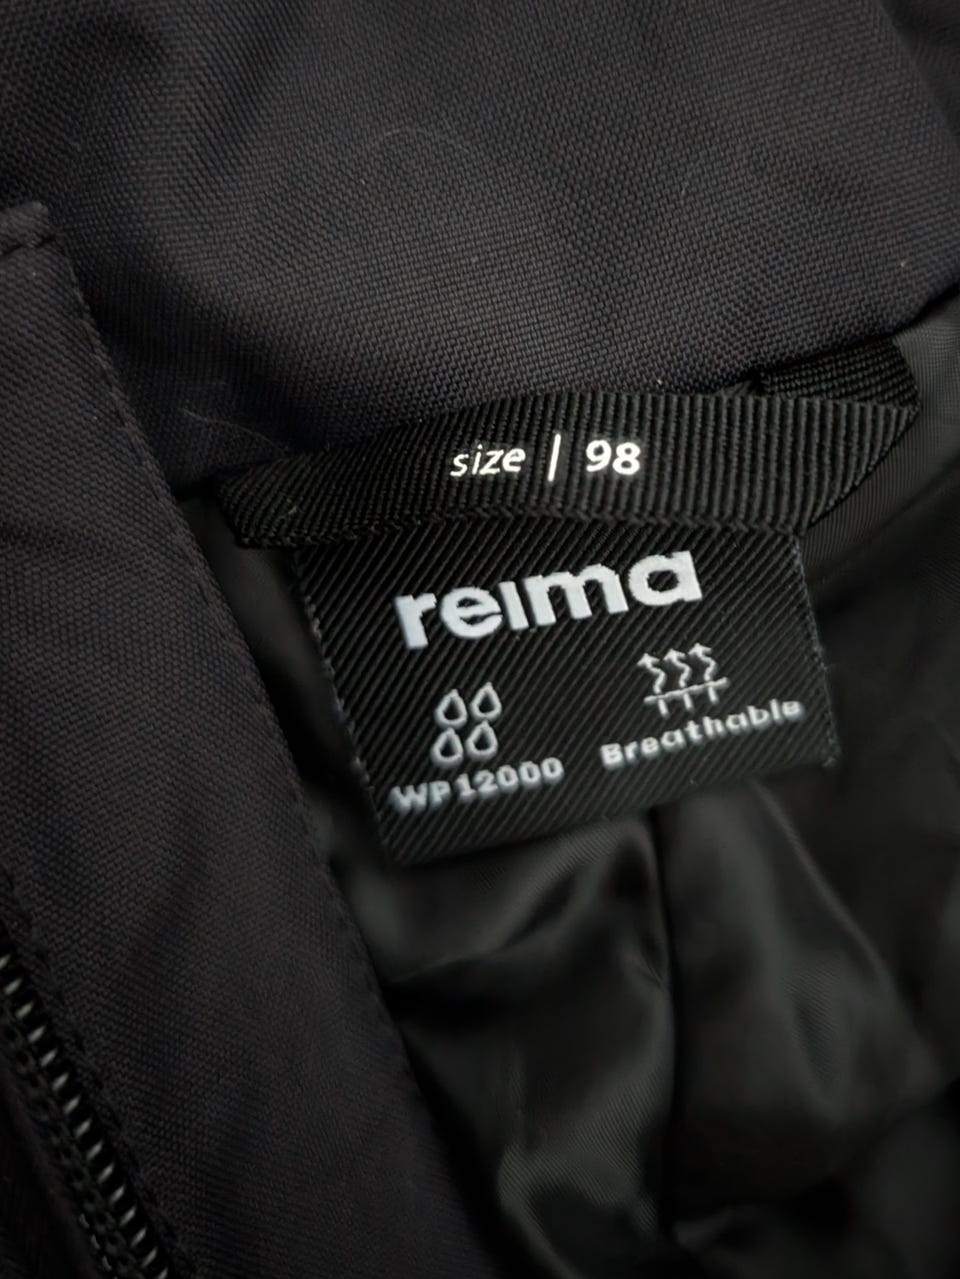 size | 98
reima
WP12000
Breathable